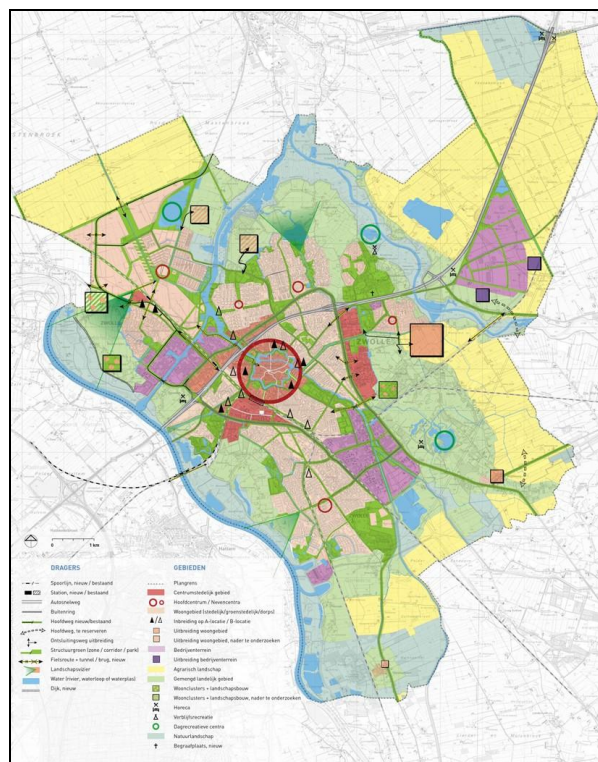 ZWOLLE
Hattem
1 km
DRAGERS
Spoorlijn, nieuw / bestaand
Station, nieuw / bestaand
Autosnelweg
Buitenring
Hoofdweg nieuw/bestaand
Hoofdweg, te reserveren
Ontsluitingsweg uitbreiding
Structuurgroen (zone / corridor / park)
Fietsroute + tunnel / brug, nieuw
Landschapsvizier
Water (rivier, waterloop of waterplas)
Dijk, nieuw
GEBIEDEN
Plangrens
Centrumstedelijk gebied
Hoofdcentrum / Nevencentra
Woongebied (stedelijk/groenstedelijk/dorps)
Inbreiding op A-locatie / B-locatie
Uitbreiding woongebied
Uitbreiding woongebied, nader te onderzoeken
Bedrijventerrein
Uitbreiding bedrijventerrein
Agrarisch landschap
Gemengd landelijk gebied
Woonclusters + landschapsbouw
Woonclusters + landschapsbouw, nader te onderzoeken
Horeca
Verblijfsrecreatie
Dagrecreatieve centra
Natuurlandschap
Begraafplaats, nieuw